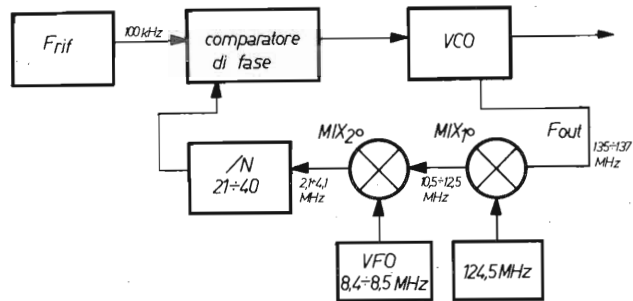 Frif
100 kHz
comparatore
di fase
VCO
MIX2°
MIX1°
Fout
135÷137
MHz
/N
21÷40
2,1÷4,1
MHz
10,5÷12,5
MHz
VFO
8,4÷8,5 MHz
124,5 MHz